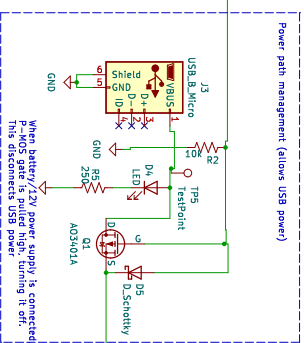 Power path management (allows USB power)
J3
USB_B_Micro
Shield
GND
VBUS
D+
D-
ID
6
5
4
2
3
1
GND
GND
10K
R2
D4
LED
R5
25K
TP5
TestPoint
D
G
S
Q1
AO3401A
D5
D_Schottky
When battery/12V power supply is connected
P-MOS gate is pulled high, turning it off.
This disconnects USB power